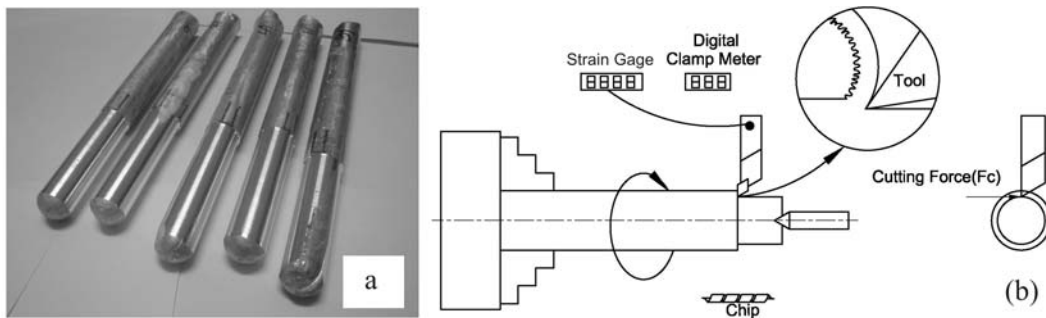 a
Strain Gage
Digital
Clamp Meter
Tool
Cutting Force(Fc)
Chip
(b)